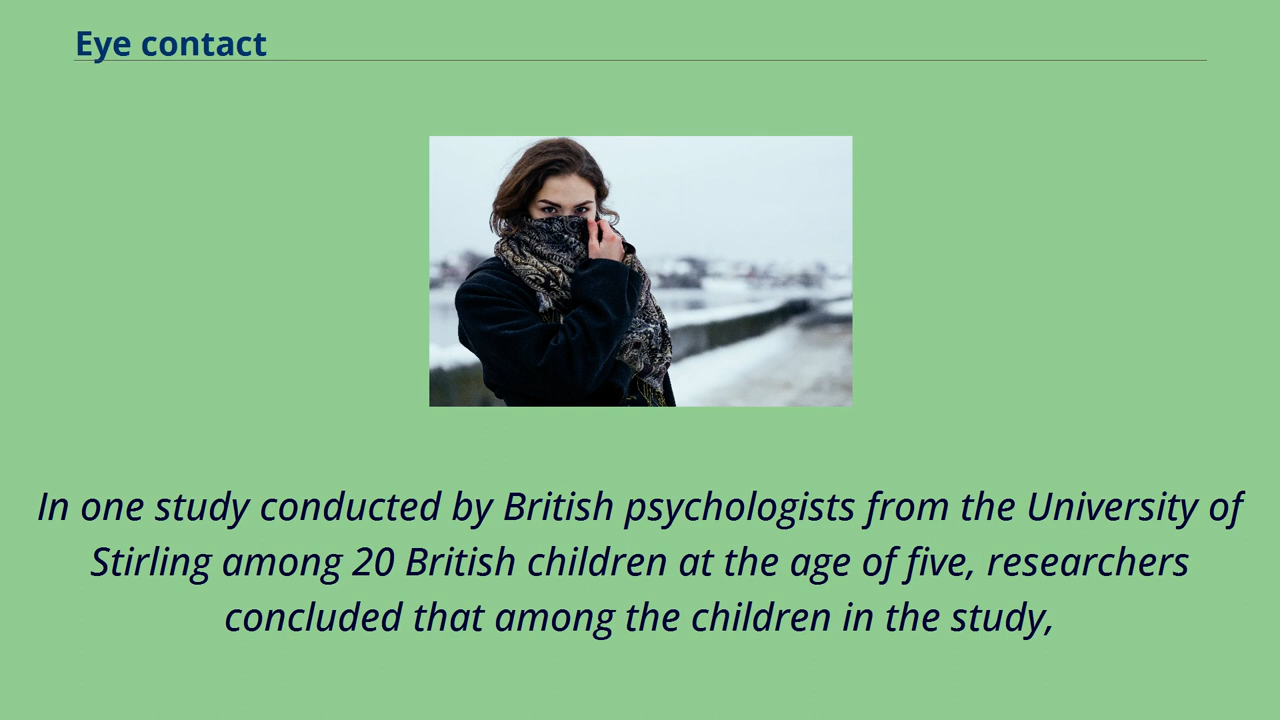 Eye contact
In one study conducted by British psychologists from the University of
Stirling among 20 British children at the age of five, researchers
concluded that among the children in the study,